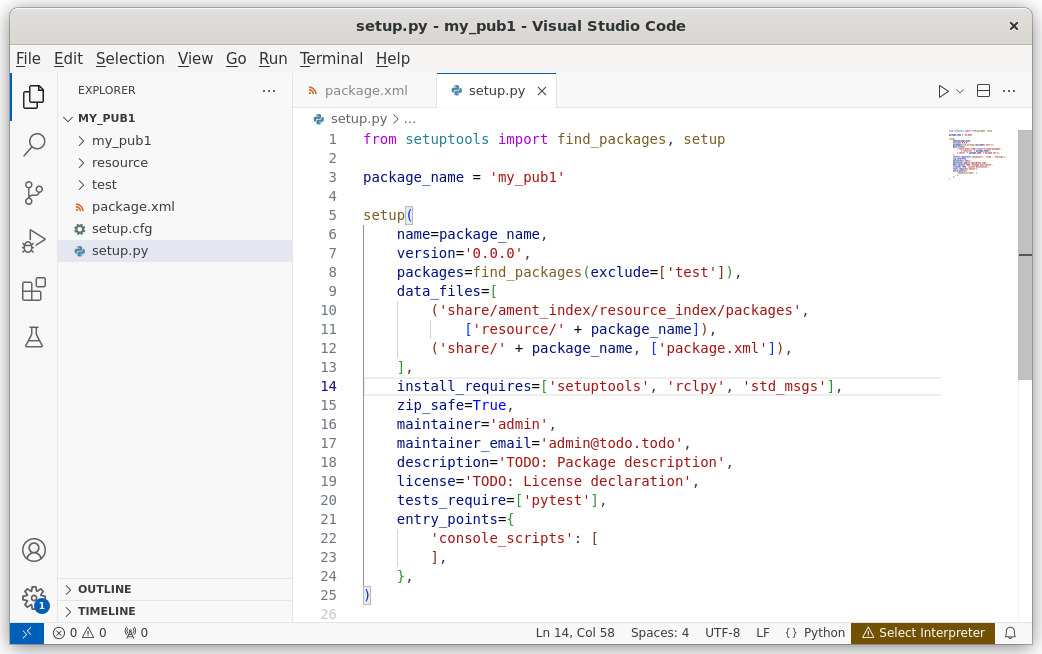 setup.py - my_pub1 - Visual Studio Code
File Edit Selection View Go Run Terminal Help
EXPLORER
MY_PUB1
my_pub1
resource
test
package.xml
setup.cfg
setup.py
OUTLINE
TIMELINE
1
package.xml setup.py
setup.py > ...
1 from setuptools import find_packages, setup
2
3 package_name = 'my_pub1'
4
5 setup(
6     name=package_name,
7     version='0.0.0',
8     packages=find_packages(exclude=['test']),
9     data_files=[
10         ('share/ament_index/resource_index/packages',
11             ['resource/' + package_name]),
12         ('share/' + package_name, ['package.xml']),
13     ],
14     install_requires=['setuptools', 'rclpy', 'std_msgs'],
15     zip_safe=True,
16     maintainer='admin',
17     maintainer_email='admin@todo.todo',
18     description='TODO: Package description',
19     license='TODO: License declaration',
20     tests_require=['pytest'],
21     entry_points={
22         'console_scripts': [
23         ],
24     },
25 )
26
0 0 0 Ln 14, Col 58 Spaces: 4 UTF-8 LF {} Python Select Interpreter